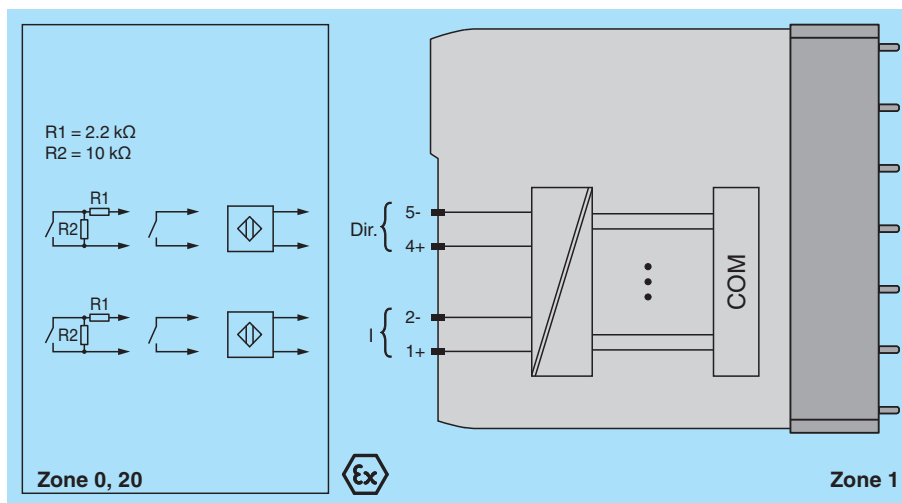 R1 = 2.2 kΩ
R2 = 10 kΩ
R1
R2
Dir.
5-
4+
R1
R2
I
2-
1+
COM
Zone 0, 20
Ex
Zone 1